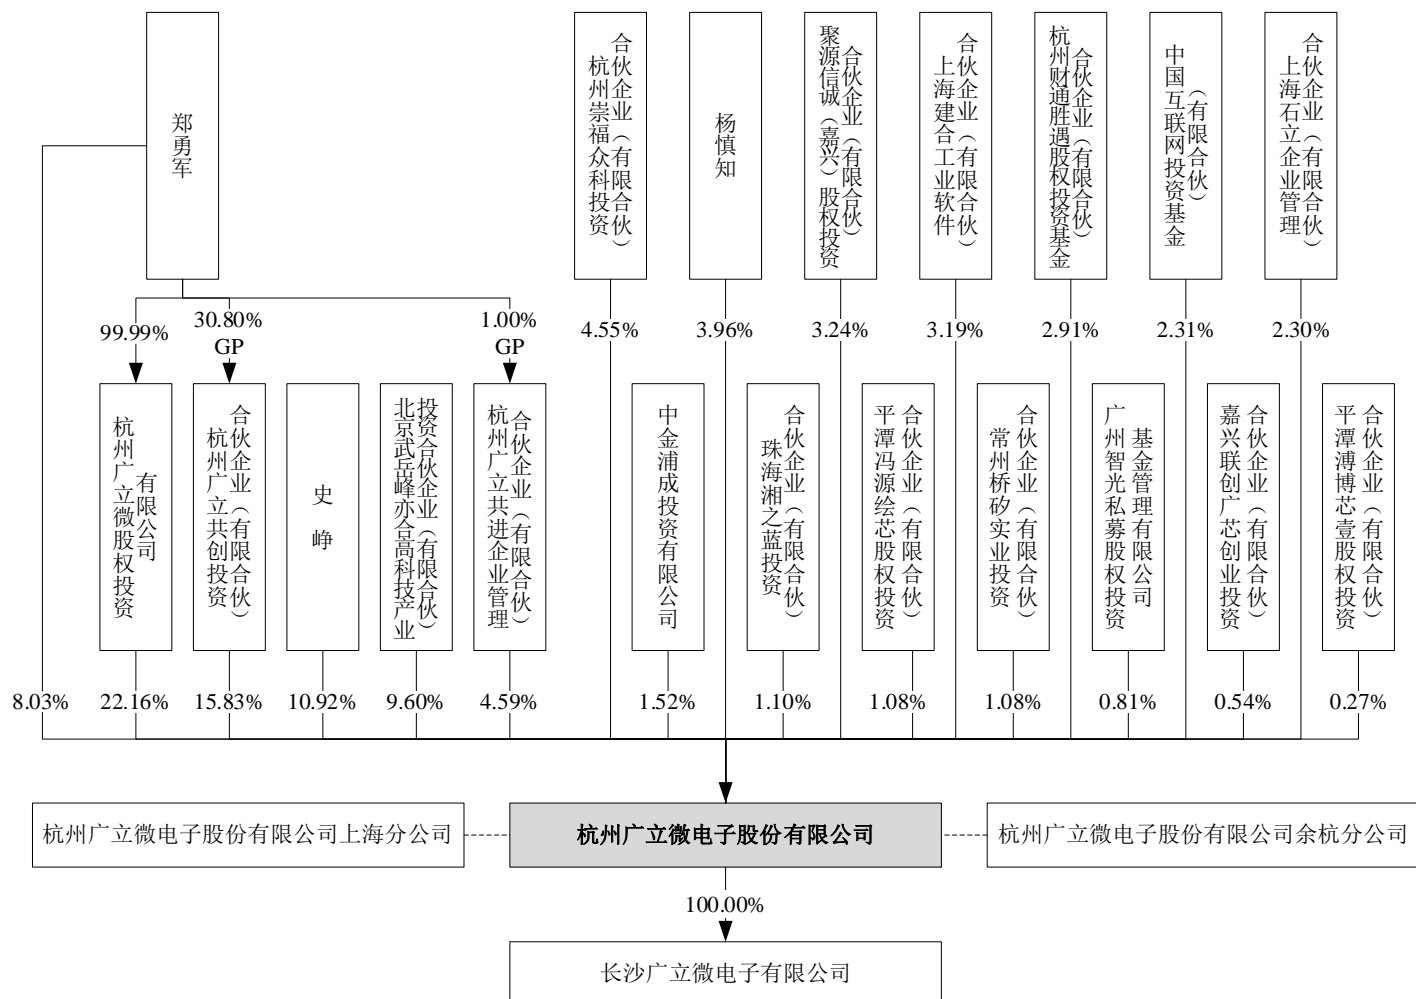 郑勇军
杭州崇福众科投资
合伙企业（有限合伙）
杨慎知
聚源信诚（嘉兴）股权投资
合伙企业（有限合伙）
上海建合工业软件
合伙企业（有限合伙）
杭州财通胜遇股权投资基金
合伙企业（有限合伙）
中国互联网投资基金
（有限合伙）
上海石立企业管理
合伙企业（有限合伙）
99.99%
30.80%
GP
1.00%
GP
4.55%
3.96%
3.24%
3.19%
2.91%
2.31%
2.30%
杭州广立微股权投资
有限公司
杭州广立共创投资
合伙企业（有限合伙）
史峥
北京武岳峰亦合高科技产业
投资合伙企业（有限合伙）
杭州广立共进企业管理
合伙企业（有限合伙）
中金浦成投资有限公司
珠海湘之蓝投资
合伙企业（有限合伙）
平潭冯源绘芯股权投资
合伙企业（有限合伙）
常州桥矽实业投资
合伙企业（有限合伙）
广州智光私募股权投资
基金管理有限公司
嘉兴联创广芯创业投资
合伙企业（有限合伙）
平潭溥博芯壹股权投资
合伙企业（有限合伙）
8.03%
22.16%
15.83%
10.92%
9.60%
4.59%
1.52%
1.10%
1.08%
1.08%
0.81%
0.54%
0.27%
杭州广立微电子股份有限公司上海分公司
杭州广立微电子股份有限公司
杭州广立微电子股份有限公司余杭分公司
100.00%
长沙广立微电子有限公司